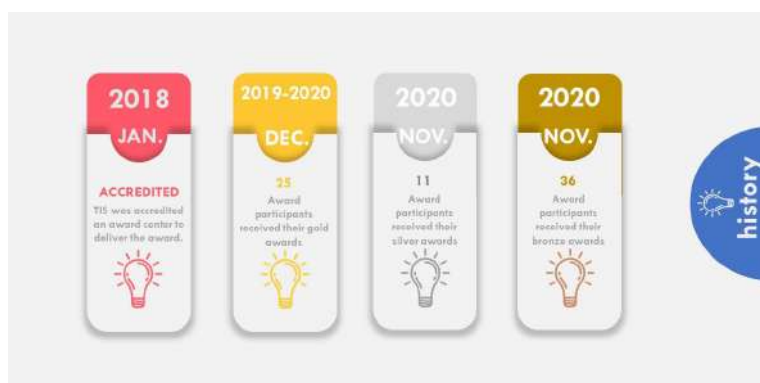 2018
JAN.
ACCREDITED
TIS was accredited
an award center to
deliver the award.
2019-2020
DEC.
25
Award
participants
received their gold
awards
2020
NOV.
11
Award
participants
received their
silver awards
2020
NOV.
36
Award
participants
received their
bronze awards
history